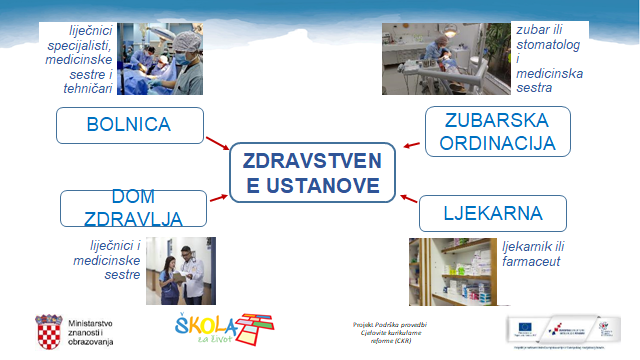 liječnici
specijalisti,
medicinske
sestre i
tehničari
zubar ili
stomatolog
i
medicinska
sestra
BOLNICA
ZUBARSKA
ORDINACIJA
ZDRAVSTVEN
E USTANOVE
DOM
ZDRAVLJA
LJEKARNA
liječnici i
medicinske
sestre
ljekarnik ili
farmaceut
Ministarstvo
znanosti i
obrazovanja
ŠKOLA
za život
Projekt Podrška provedbi
Cjelovite kurikularne
reforme (CKR)